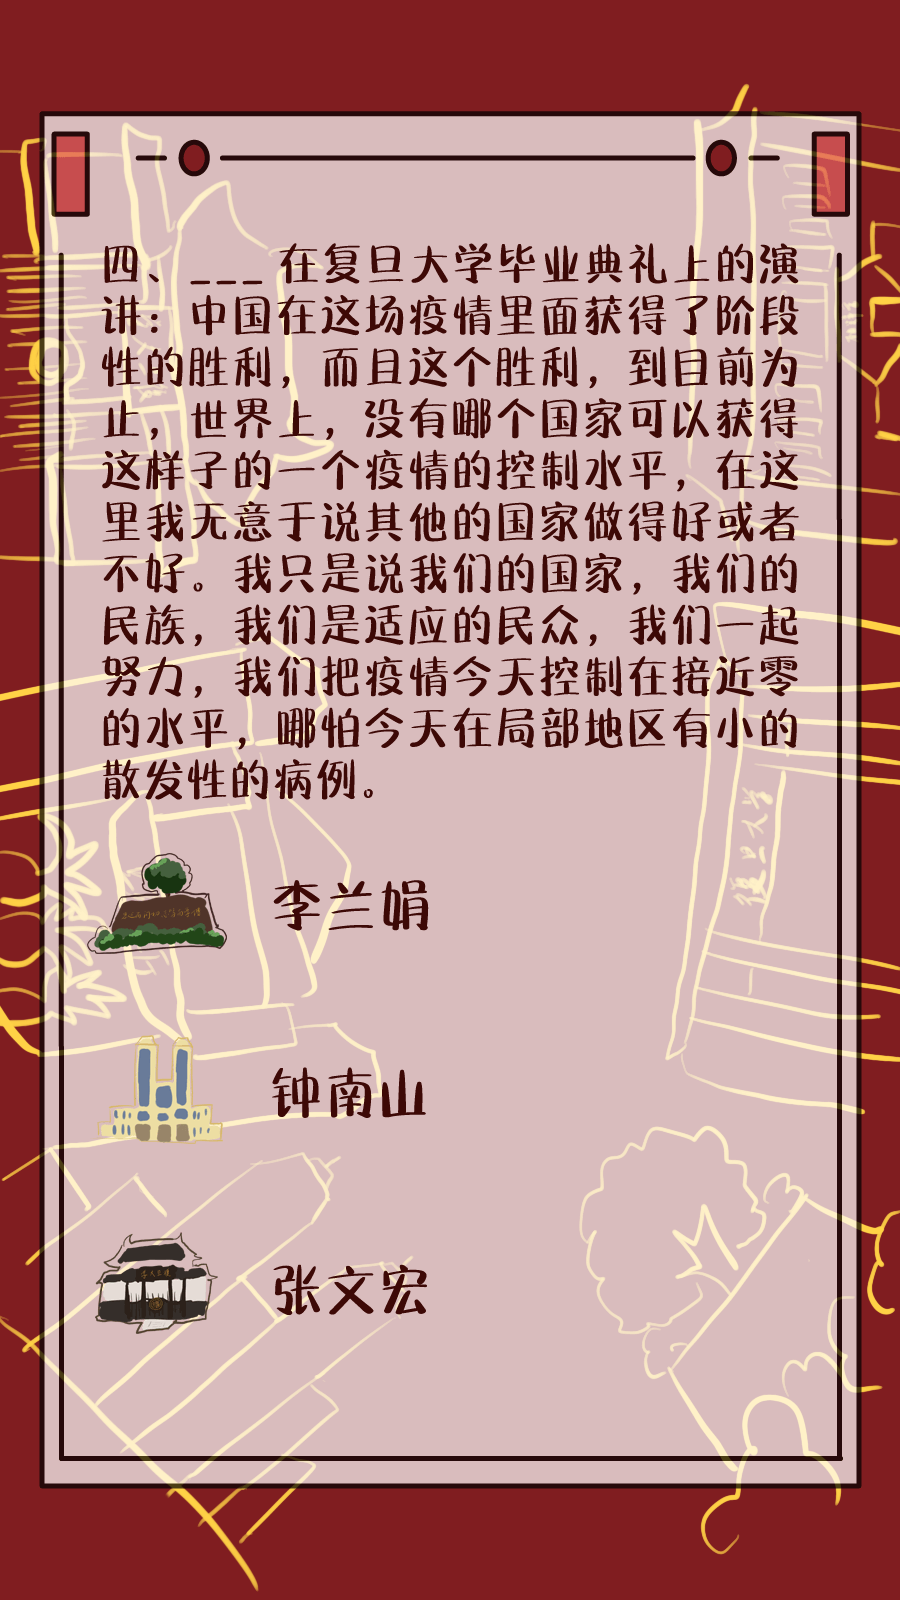 四、___在复旦大学毕业典礼上的演
讲：中国在这场疫情里面获得了阶段
性的胜利，而且这个胜利，到目前为
止，世界上，没有哪个国家可以获得
这样子的一个疫情的控制水平，在这
里我无意于说其他的国家做得好或者
不好。我只是说我们的国家，我们的
民族，我们是适应的民众，我们一起
努力，我们把疫情今天控制在接近零
的水平，哪怕今天在局部地区有小的
散发性的病例。
復旦大学
李兰娟
钟南山
张文宏